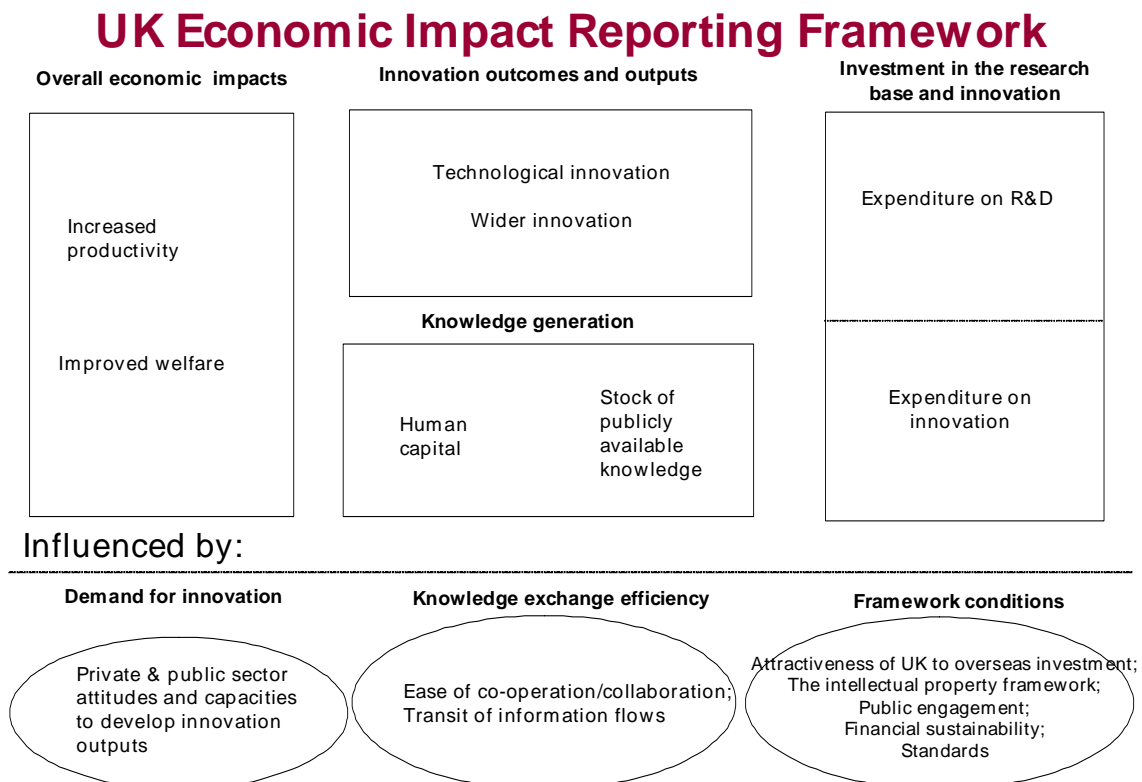 UK Economic Impact Reporting Framework
Overall economic impacts
Increased
productivity
Improved welfare
Innovation outcomes and outputs
Technological innovation
Wider innovation
Knowledge generation
Human
capital
Stock of
publicly
available
knowledge
Investment in the research
base and innovation
Expenditure on R&D
Expenditure on
innovation
Influenced by:
Demand for innovation
Private & public sector
attitudes and capacities
to develop innovation
outputs
Knowledge exchange efficiency
Ease of co-operation/collaboration;
Transit of information flows
Framework conditions
Attractiveness of UK to overseas investment;
The intellectual property framework;
Public engagement;
Financial sustainability;
Standards